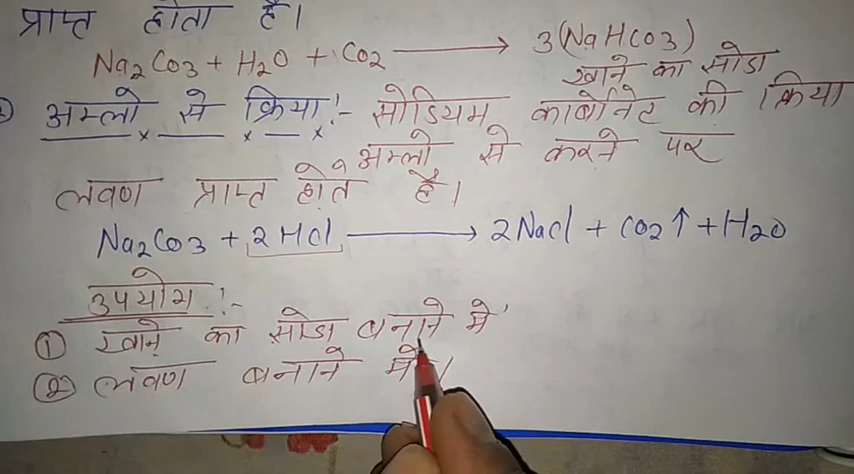 प्राप्त होता है।
Na₂Co₃ + H₂O + Co₂ ⟶ 3(NaHCo3)
खाने का सोडा
② अम्लो से क्रिया:- सोडियम कार्बोनेट की क्रिया
अम्लो से करने पर
लवण प्राप्त होते है।
Na₂Co₃ + 2HCl ⟶ 2NaCl + Co₂↑ + H₂O
उपयोग :-
① खाने का सोडा बनाने मे
② लवण बनाने मे।